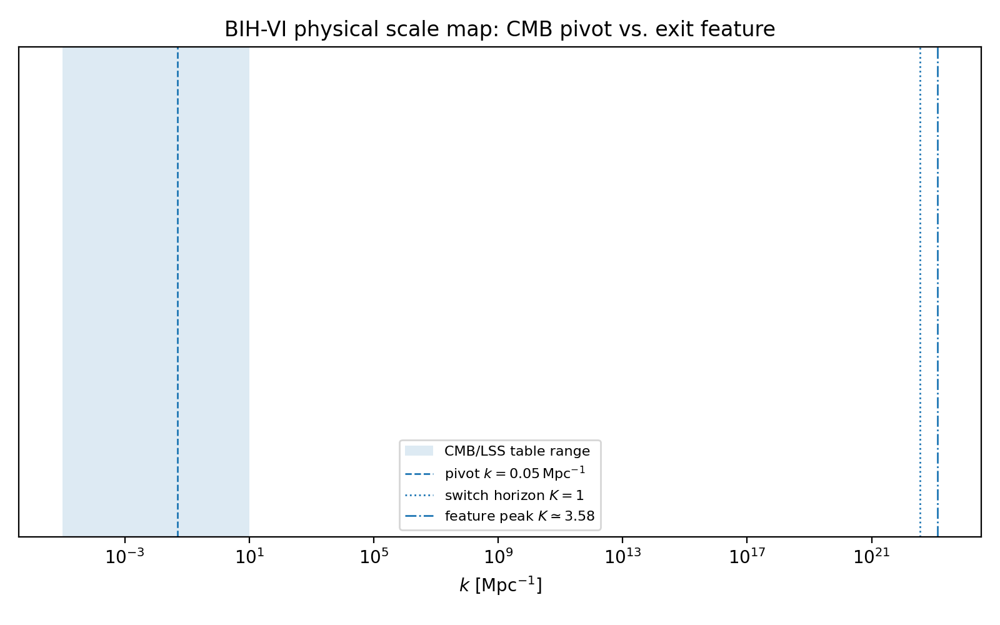 BIH-VI physical scale map: CMB pivot vs. exit feature
CMB/LSS table range
pivot k = 0.05 Mpc⁻¹
switch horizon K = 1
feature peak K ≃ 3.58
10⁻³ 10¹ 10⁵ 10⁹ 10¹³ 10¹⁷ 10²¹
k [Mpc⁻¹]